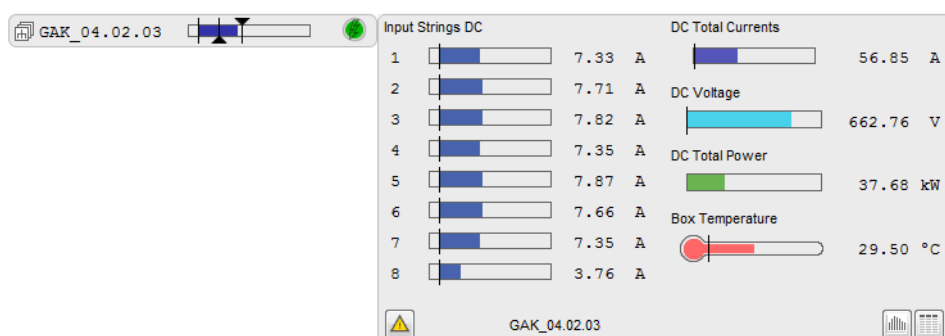 GAK_04.02.03
Input Strings DC
1 7.33 A
2 7.71 A
3 7.82 A
4 7.35 A
5 7.87 A
6 7.66 A
7 7.35 A
8 3.76 A
DC Total Currents
56.85 A
DC Voltage
662.76 V
DC Total Power
37.68 kW
Box Temperature
29.50 °C
GAK_04.02.03